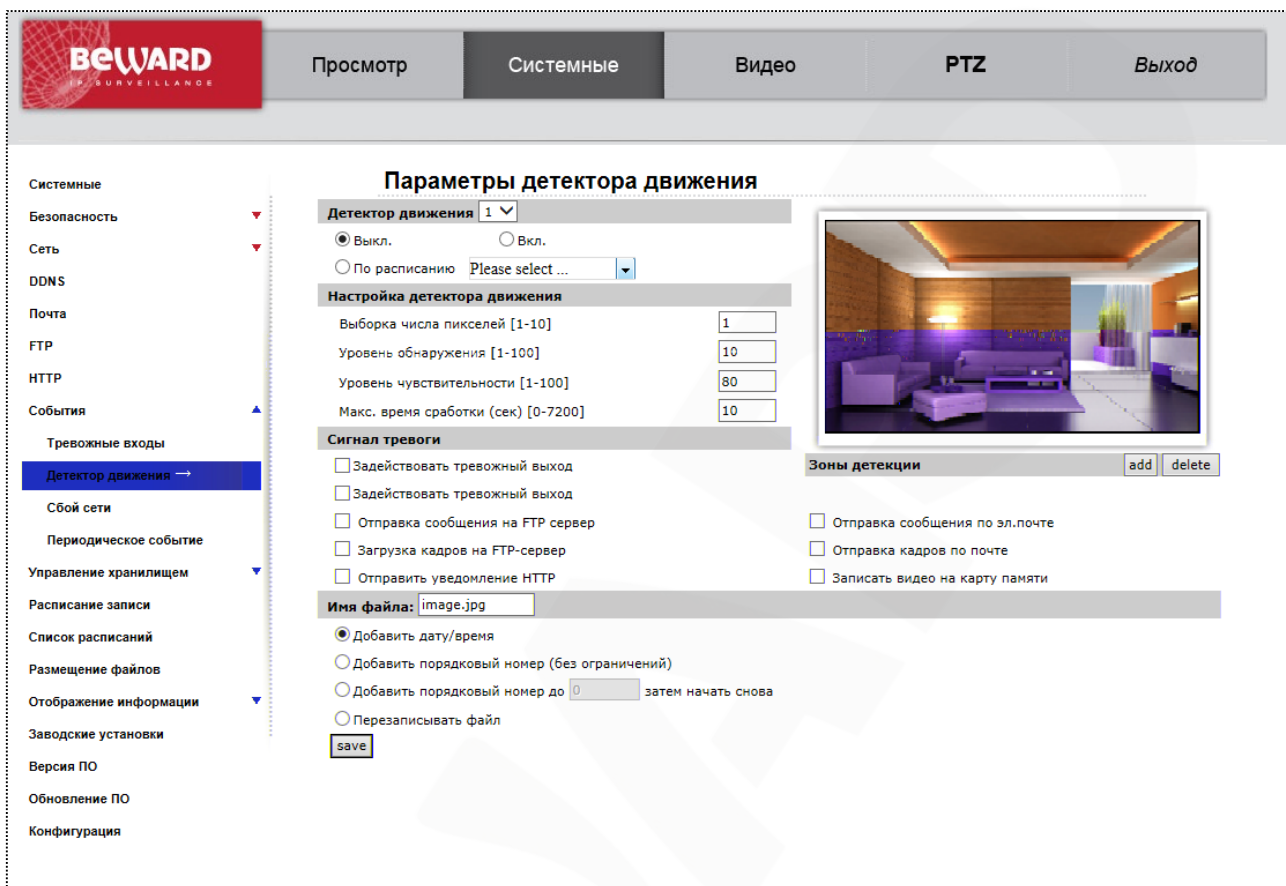 BEWARD
IP SURVEILLANCE
Просмотр
Системные
Видео
PTZ
Выход
Системные
Безопасность
Сеть
DDNS
Почта
FTP
HTTP
События
Тревожные входы
Детектор движения →
Сбой сети
Периодическое событие
Управление хранилищем
Расписание записи
Список расписаний
Размещение файлов
Отображение информации
Заводские установки
Версия ПО
Обновление ПО
Конфигурация
Параметры детектора движения
Детектор движения 1
Выкл. Вкл.
По расписанию Please select ...
Настройка детектора движения
Выборка числа пикселей [1-10] 1
Уровень обнаружения [1-100] 10
Уровень чувствительности [1-100] 80
Макс. время сработки (сек) [0-7200] 10
Сигнал тревоги
Зоны детекции add delete
Задействовать тревожный выход
Задействовать тревожный выход
Отправка сообщения на FTP сервер Отправка сообщения по эл.почте
Загрузка кадров на FTP-сервер Отправка кадров по почте
Отправить уведомление HTTP Записать видео на карту памяти
Имя файла: image.jpg
Добавить дату/время
Добавить порядковый номер (без ограничений)
Добавить порядковый номер до 0 затем начать снова
Перезаписывать файл
save